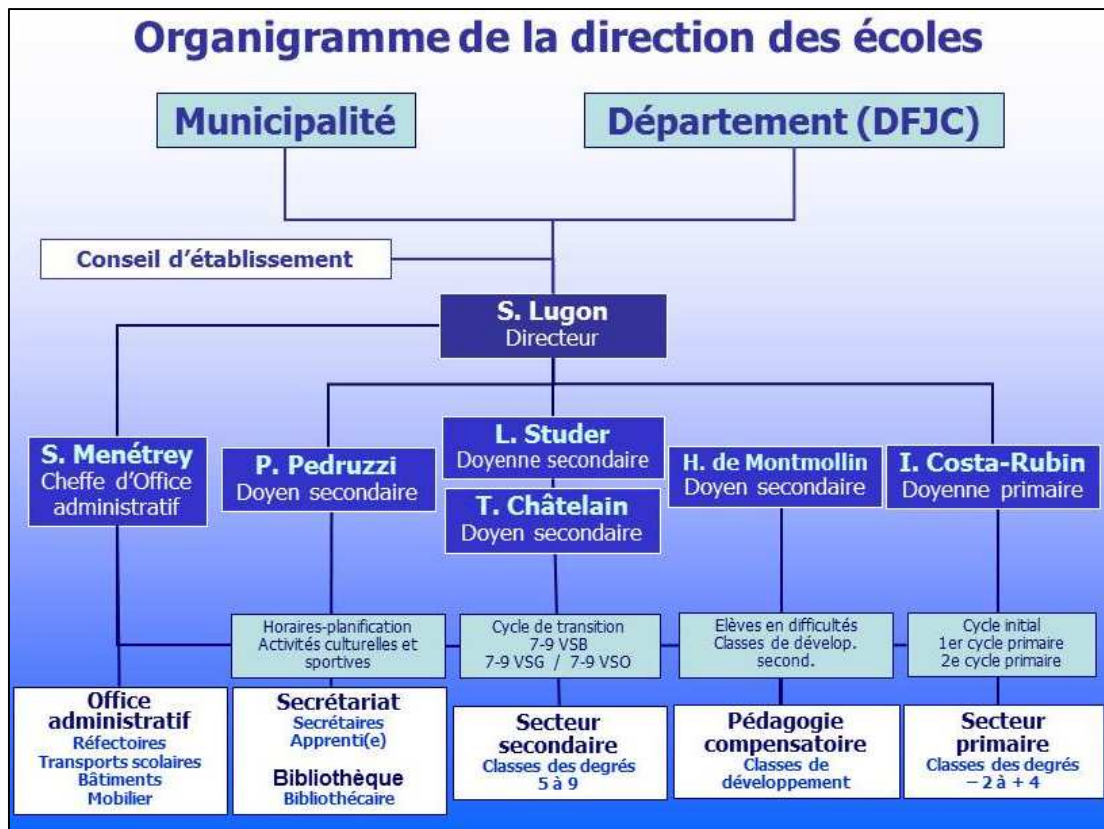 Organigramme de la direction des écoles
Municipalité
Département (DFJC)
Conseil d'établissement
S. Lugon
Directeur
S. Menétrey
Cheffe d'Office
administratif
P. Pedruzzi
Doyen secondaire
L. Studer
Doyenne secondaire
T. Châtelain
Doyen secondaire
H. de Montmollin
Doyen secondaire
I. Costa-Rubin
Doyenne primaire
Horaires-planification
Activités culturelles et
sportives
Cycle de transition
7-9 VSB
7-9 VSG / 7-9 VSO
Elèves en difficultés
Classes de dévelop.
second.
Cycle initial
1er cycle primaire
2e cycle primaire
Office
administratif
Réfectoires
Transports scolaires
Bâtiments
Mobilier
Secrétariat
Secrétaires
Apprenti(e)
Bibliothèque
Bibliothécaire
Secteur
secondaire
Classes des degrés
5 à 9
Pédagogie
compensatoire
Classes de
développement
Secteur
primaire
Classes des degrés
– 2 à + 4